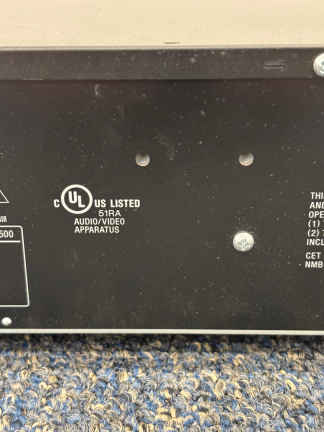 C UL US LISTED
51RA
AUDIO/VIDEO
APPARATUS
500
THI
AND
OPE
(1)
(2)
INCL
CET
NMB